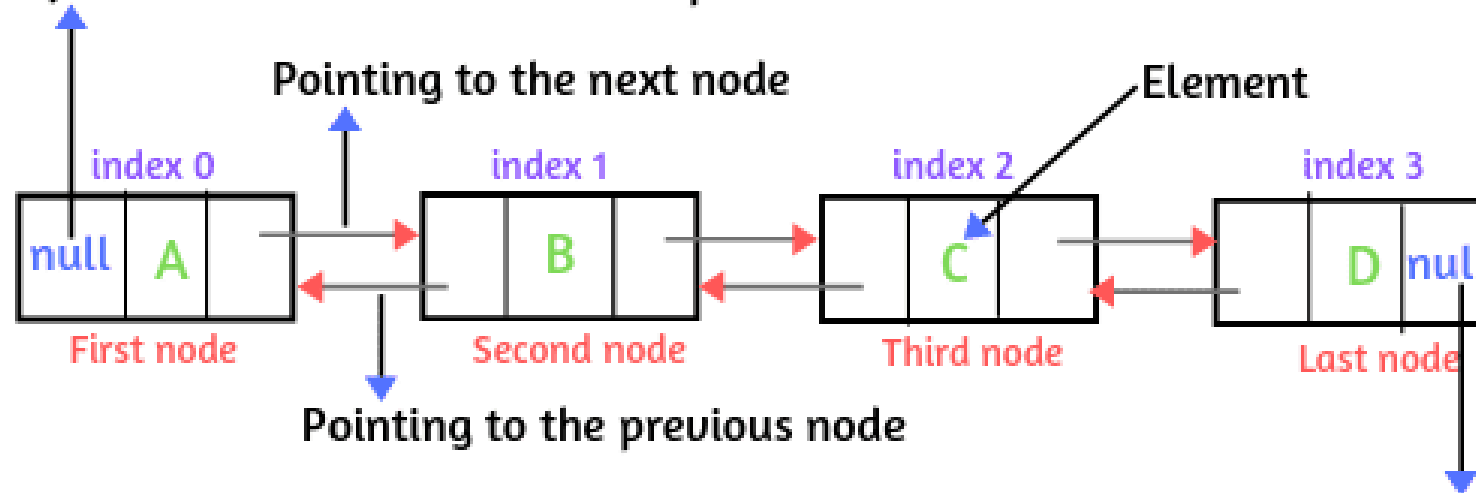 Pointing to the next node
Element
index 0
index 1
index 2
index 3
null
A
B
C
D
nul
First node
Second node
Third node
Last node
Pointing to the previous node